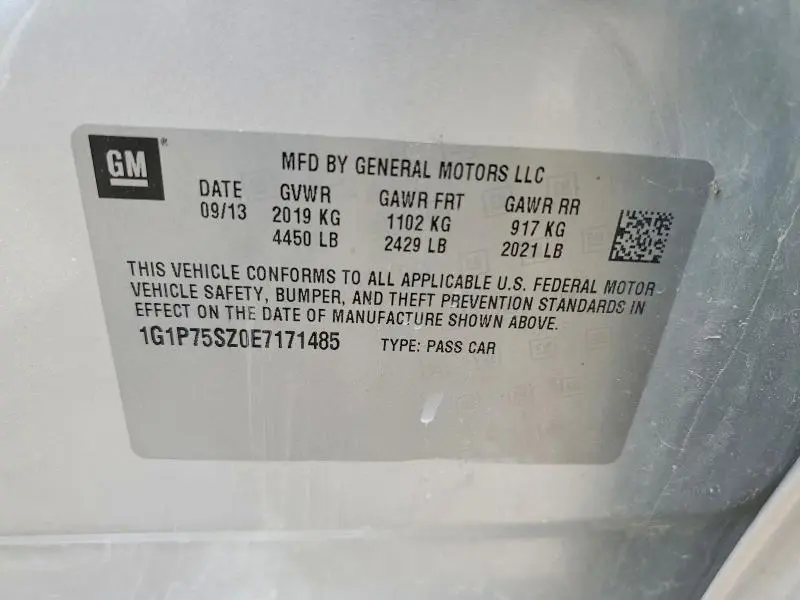 GM
MFD BY GENERAL MOTORS LLC
DATE GVWR GAWR FRT GAWR RR
09/13 2019 KG 1102 KG 917 KG
4450 LB 2429 LB 2021 LB
THIS VEHICLE CONFORMS TO ALL APPLICABLE U.S. FEDERAL MOTOR
VEHICLE SAFETY, BUMPER, AND THEFT PREVENTION STANDARDS IN
EFFECT ON THE DATE OF MANUFACTURE SHOWN ABOVE.
1G1P75SZ0E7171485 TYPE: PASS CAR